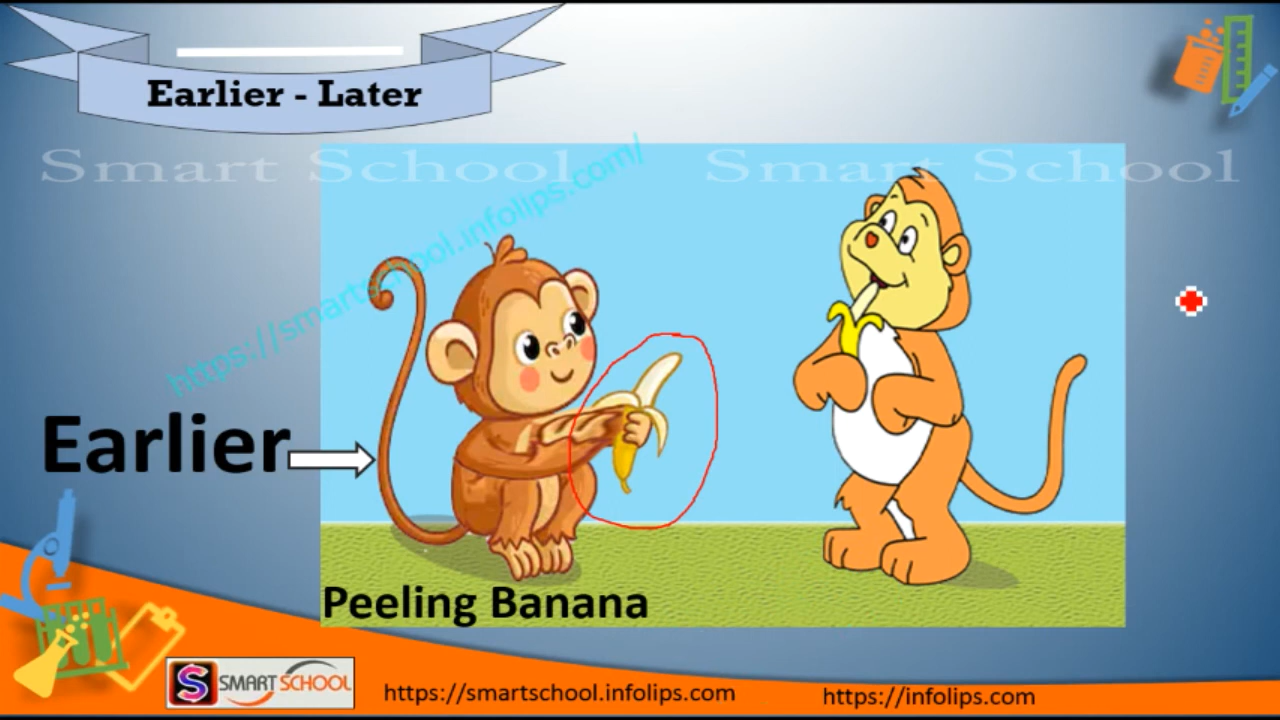 Earlier - Later
Smart School Smart School
https://smartschool.infolips.com/
Earlier
Peeling Banana
S SMART SCHOOL
https://smartschool.infolips.com
https://infolips.com